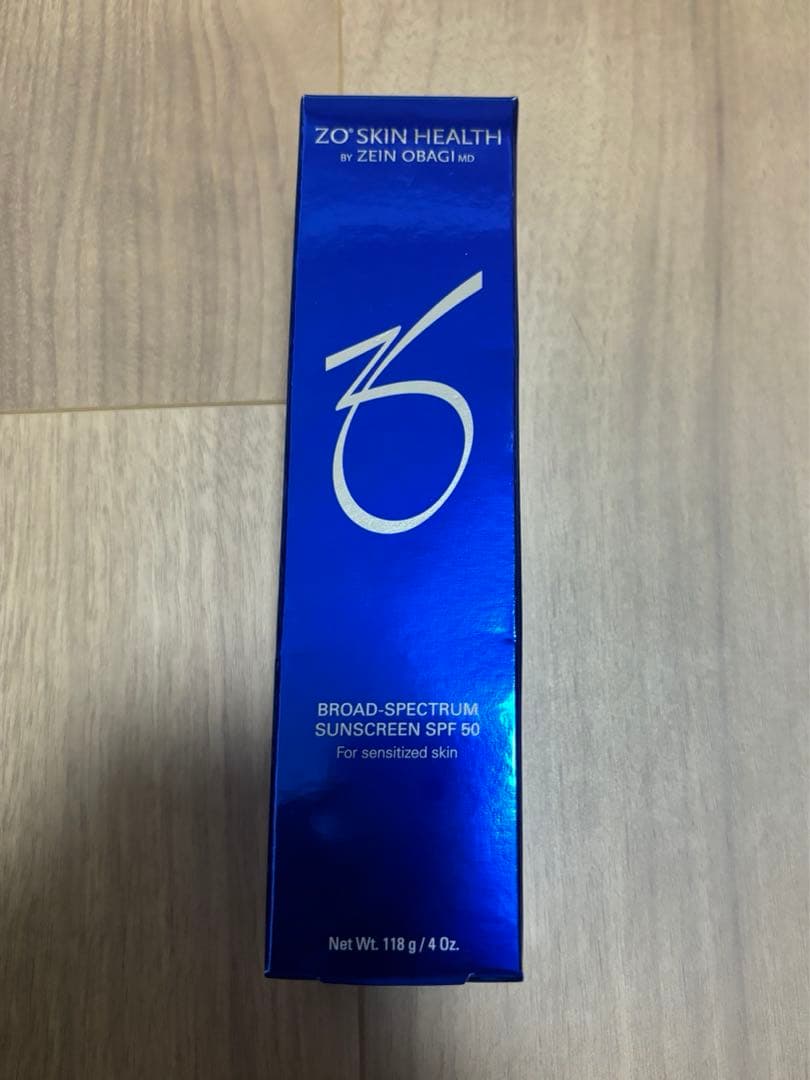 ZO® SKIN HEALTH
BY ZEIN OBAGI MD
BROAD-SPECTRUM
SUNSCREEN SPF 50
For sensitized skin
Net Wt. 118 g / 4 Oz.